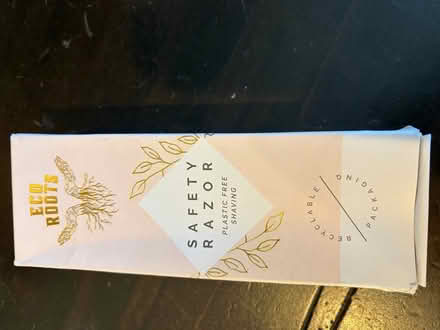 ECO
ROOTS
SAFETY
RAZOR
PLASTIC FREE
SHAVING
RECYCLABLE
PACKAGING